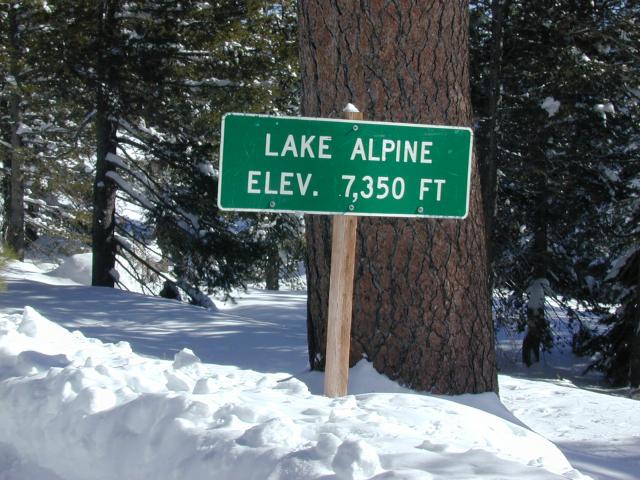 LAKE ALPINE
ELEV. 7,350 FT